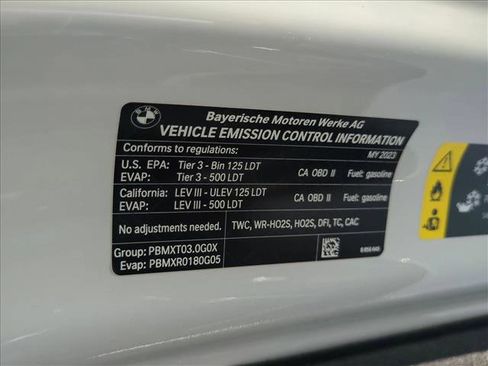 BMW
Bayerische Motoren Werke AG
VEHICLE EMISSION CONTROL INFORMATION
Conforms to regulations: MY 2023
U.S. EPA: Tier 3 - Bin 125 LDT CA OBD II Fuel: gasoline
EVAP: Tier 3 - 500 LDT
California: LEV III - ULEV 125 LDT CA OBD II Fuel: gasoline
EVAP: LEV III - 500 LDT
No adjustments needed. TWC, WR-HO2S, HO2S, DFI, TC, CAC
Group: PBMXT03.0G0X
Evap: PBMXR0180G05